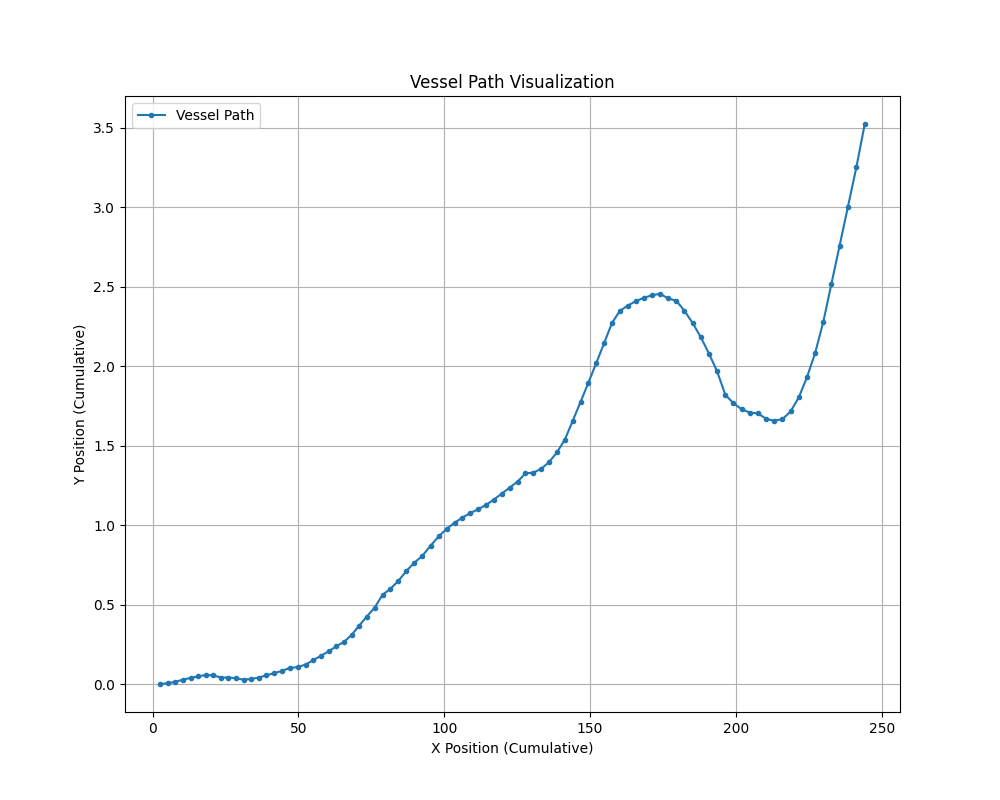 Vessel Path Visualization
Vessel Path
3.5
3.0
2.5
2.0
1.5
1.0
0.5
0.0
Y Position (Cumulative)
0 50 100 150 200 250
X Position (Cumulative)